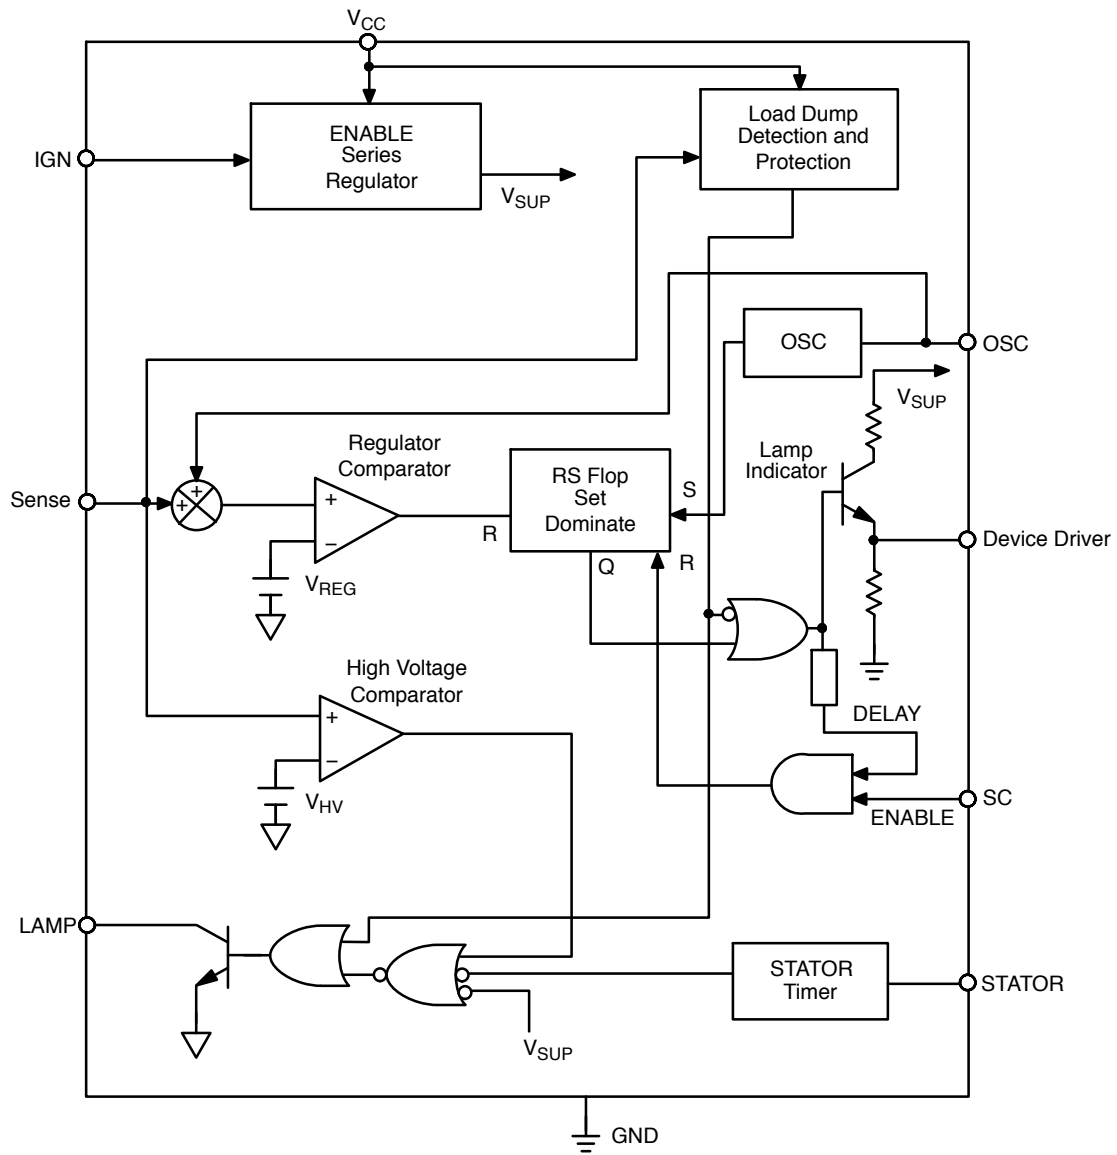 VCC
IGN
ENABLE
Series
Regulator
VSUP
Load Dump
Detection and
Protection
OSC
OSC
VSUP
Lamp
Indicator
Regulator
Comparator
Sense
+
+
+
−
VREG
R
RS Flop
Set
Dominate
S
Q
R
Device Driver
High Voltage
Comparator
+
−
VHV
DELAY
SC
ENABLE
LAMP
STATOR
Timer
STATOR
VSUP
GND